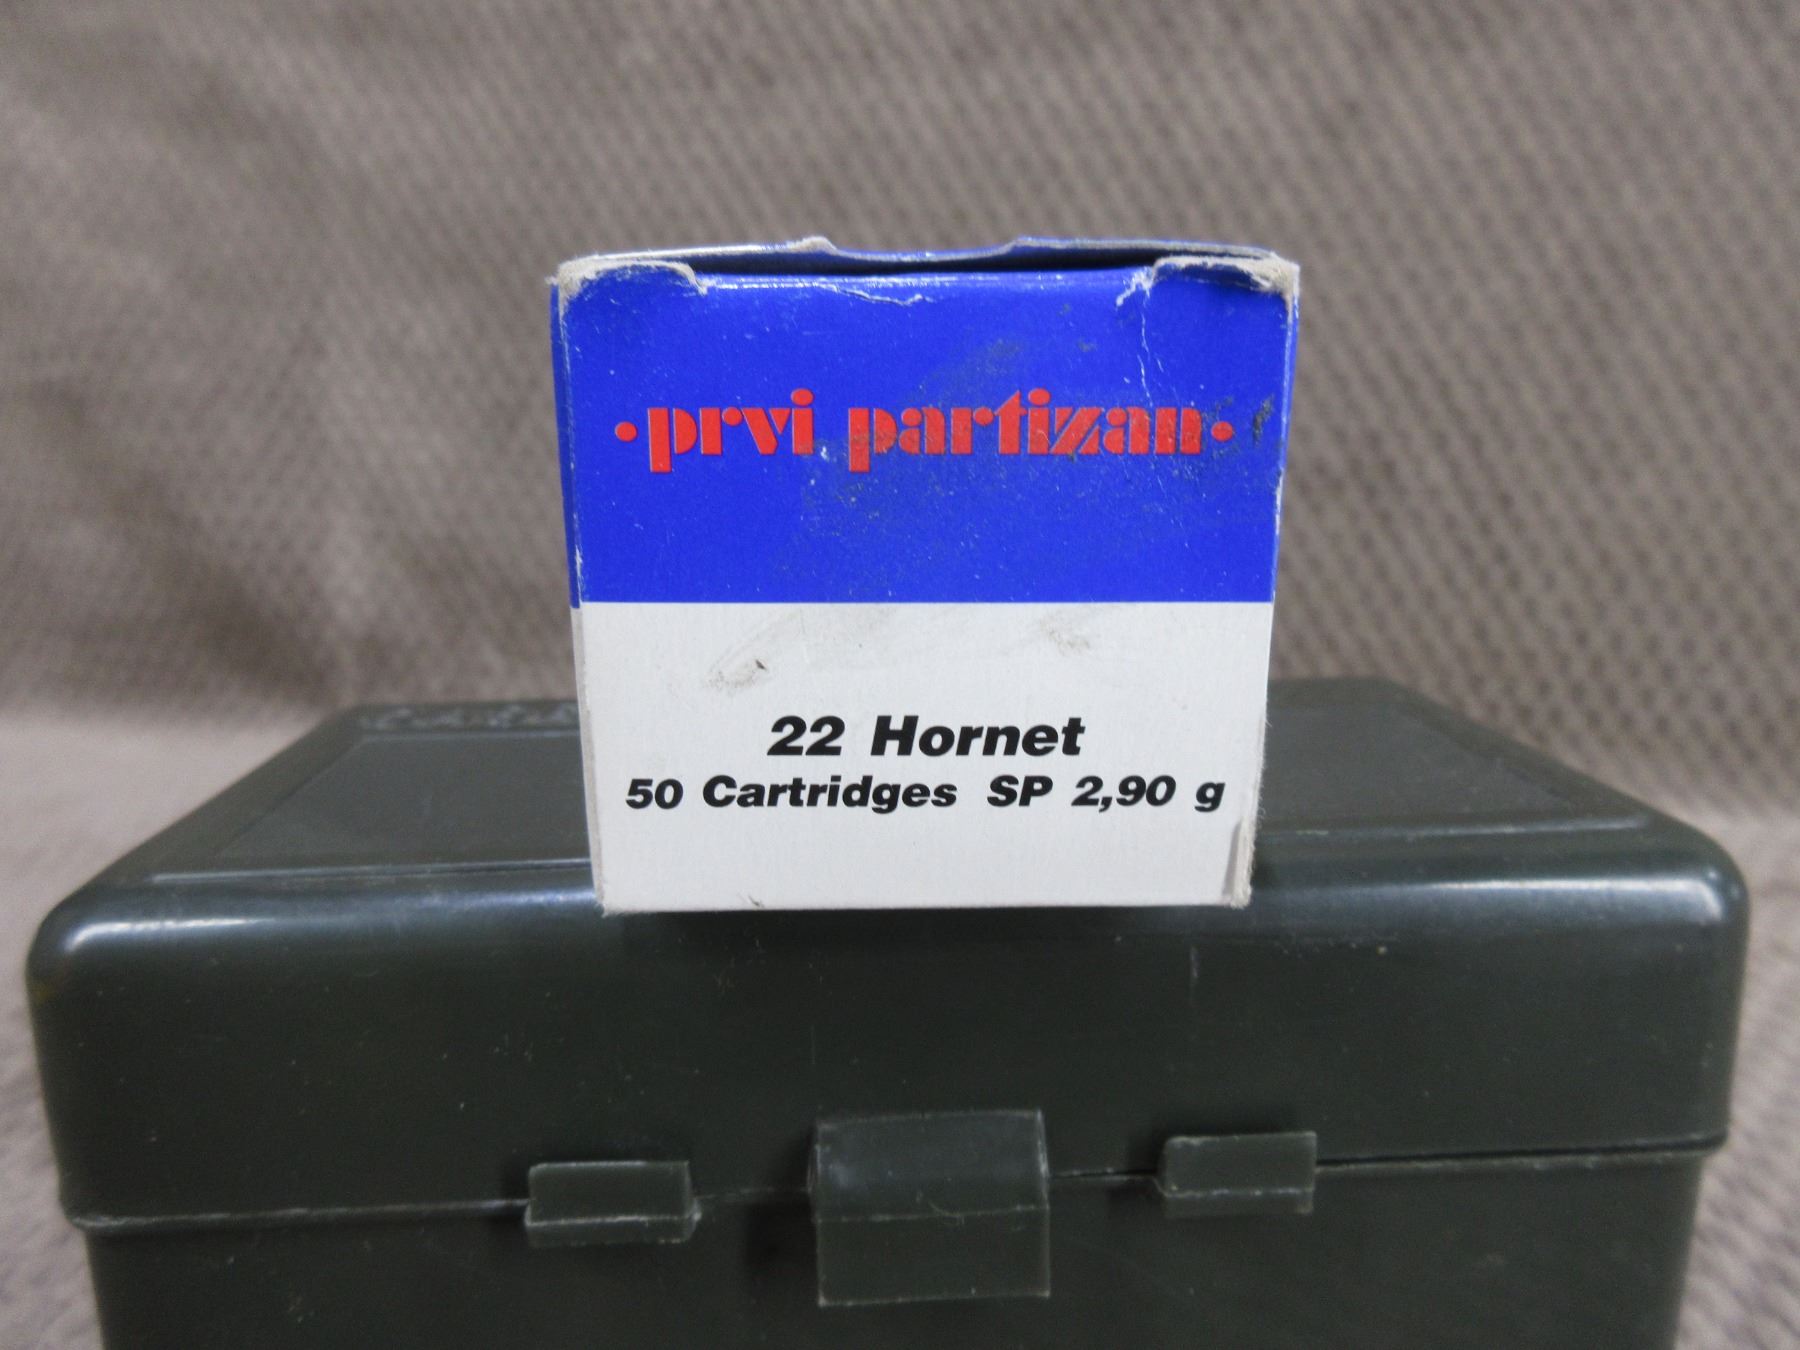 •prvi partizan•
22 Hornet
50 Cartridges SP 2,90 g